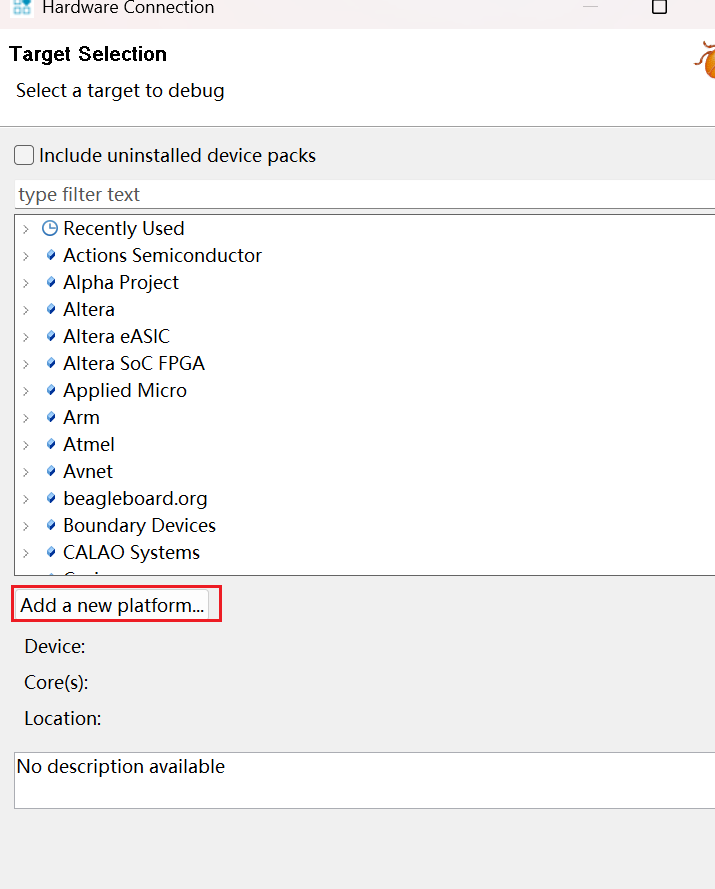 Hardware Connection
Target Selection
Select a target to debug
Include uninstalled device packs
type filter text
Recently Used
Actions Semiconductor
Alpha Project
Altera
Altera eASIC
Altera SoC FPGA
Applied Micro
Arm
Atmel
Avnet
beagleboard.org
Boundary Devices
CALAO Systems
Add a new platform...
Device:
Core(s):
Location:
No description available